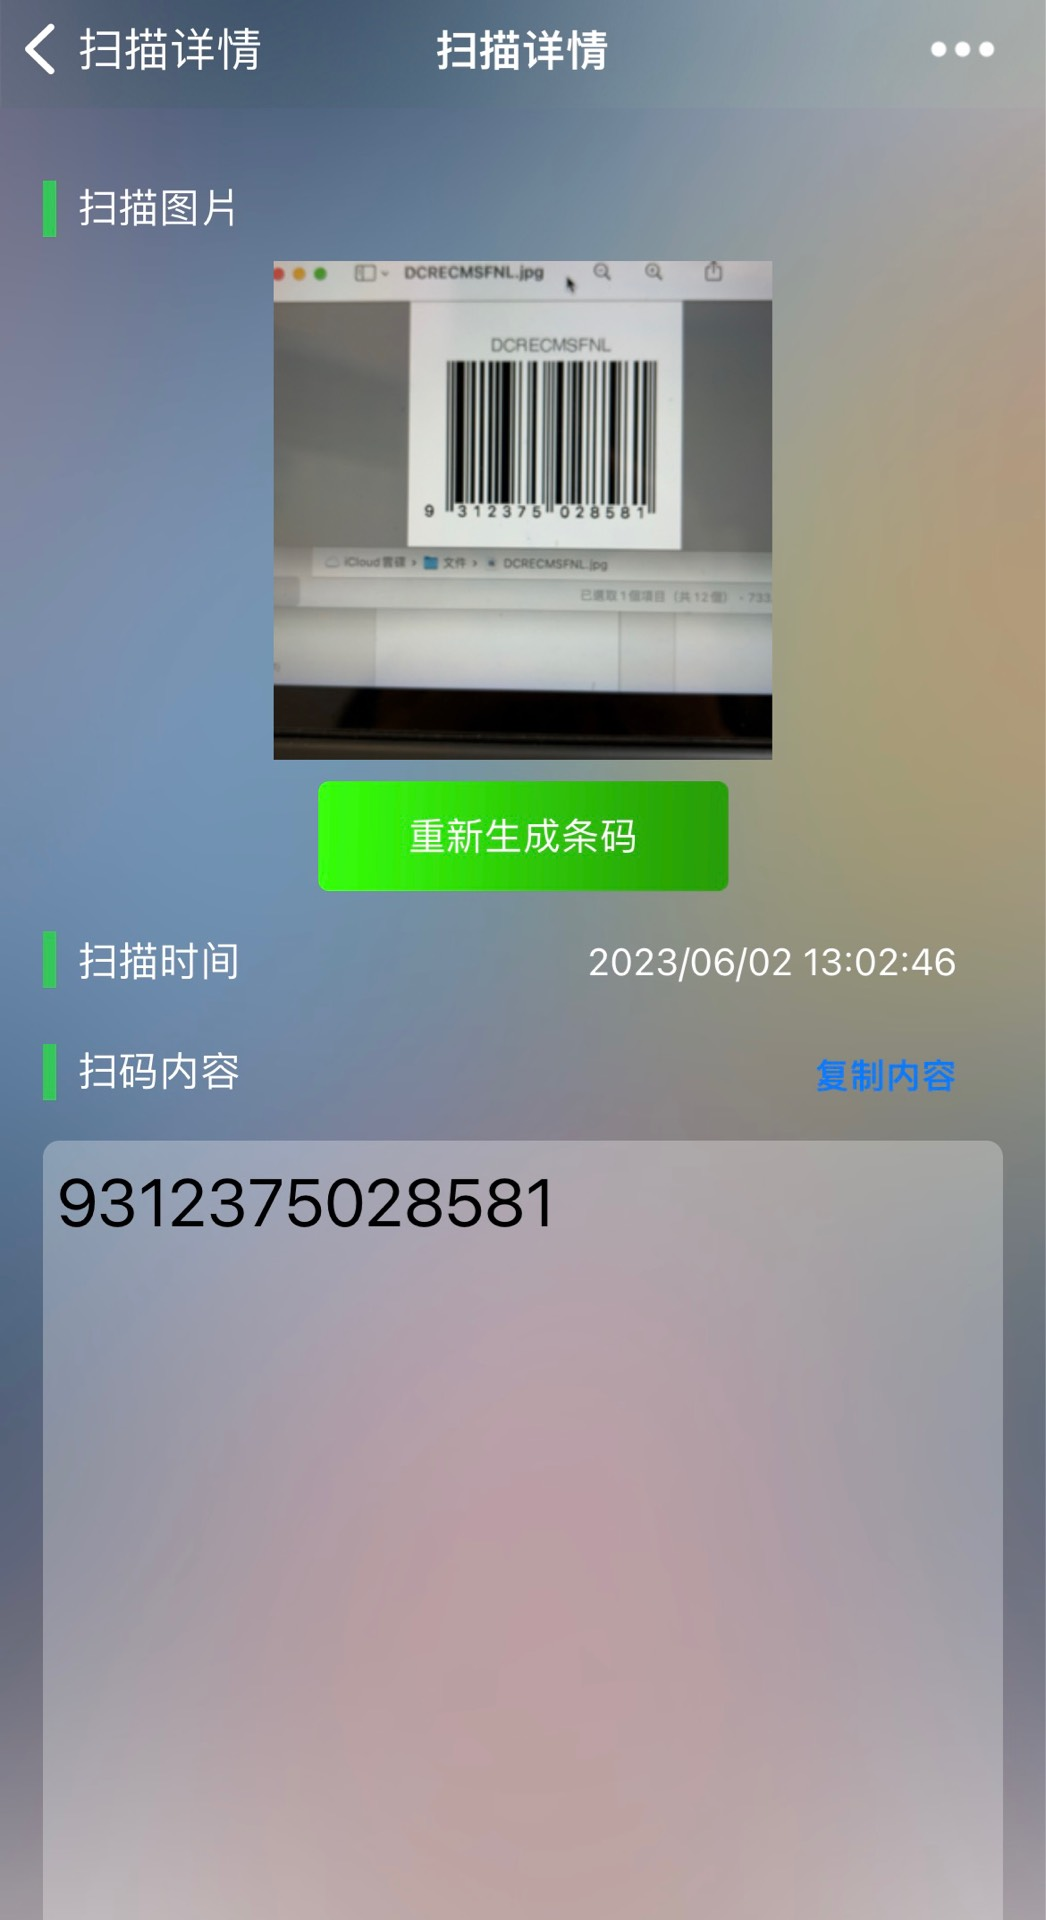 扫描详情
扫描详情
扫描图片
DCRECMSFNL.jpg
DCRECMSFNL
9 312375 028581
iCloud 雲碟 › 文件 › DCRECMSFNL.jpg
已選取 1 個項目（共 12 個）
重新生成条码
扫描时间
2023/06/02 13:02:46
扫码内容
复制内容
9312375028581